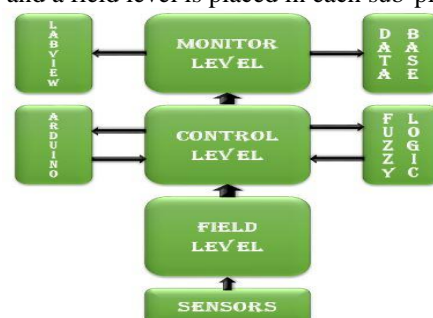 and a field level is placed in each sub-pr
LABVIEW
MONITOR
LEVEL
DATA
BASE
ARDUINO
CONTROL
LEVEL
FUZZY
LOGIC
FIELD
LEVEL
SENSORS